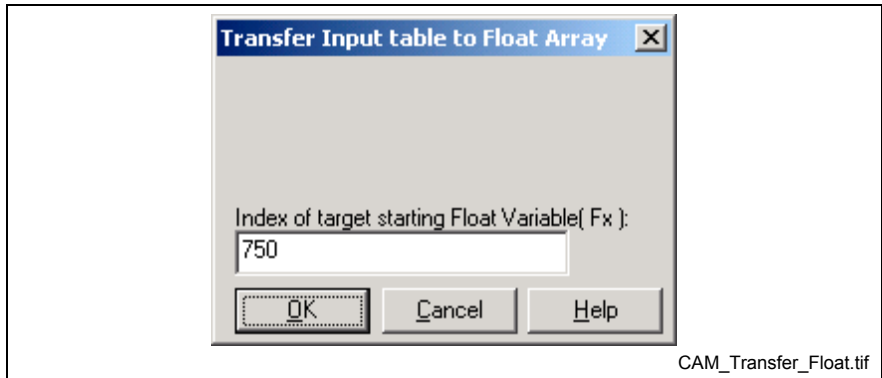 Transfer Input table to Float Array
Index of target starting Float Variable( Fx ):
750
OK Cancel Help
CAM_Transfer_Float.tif